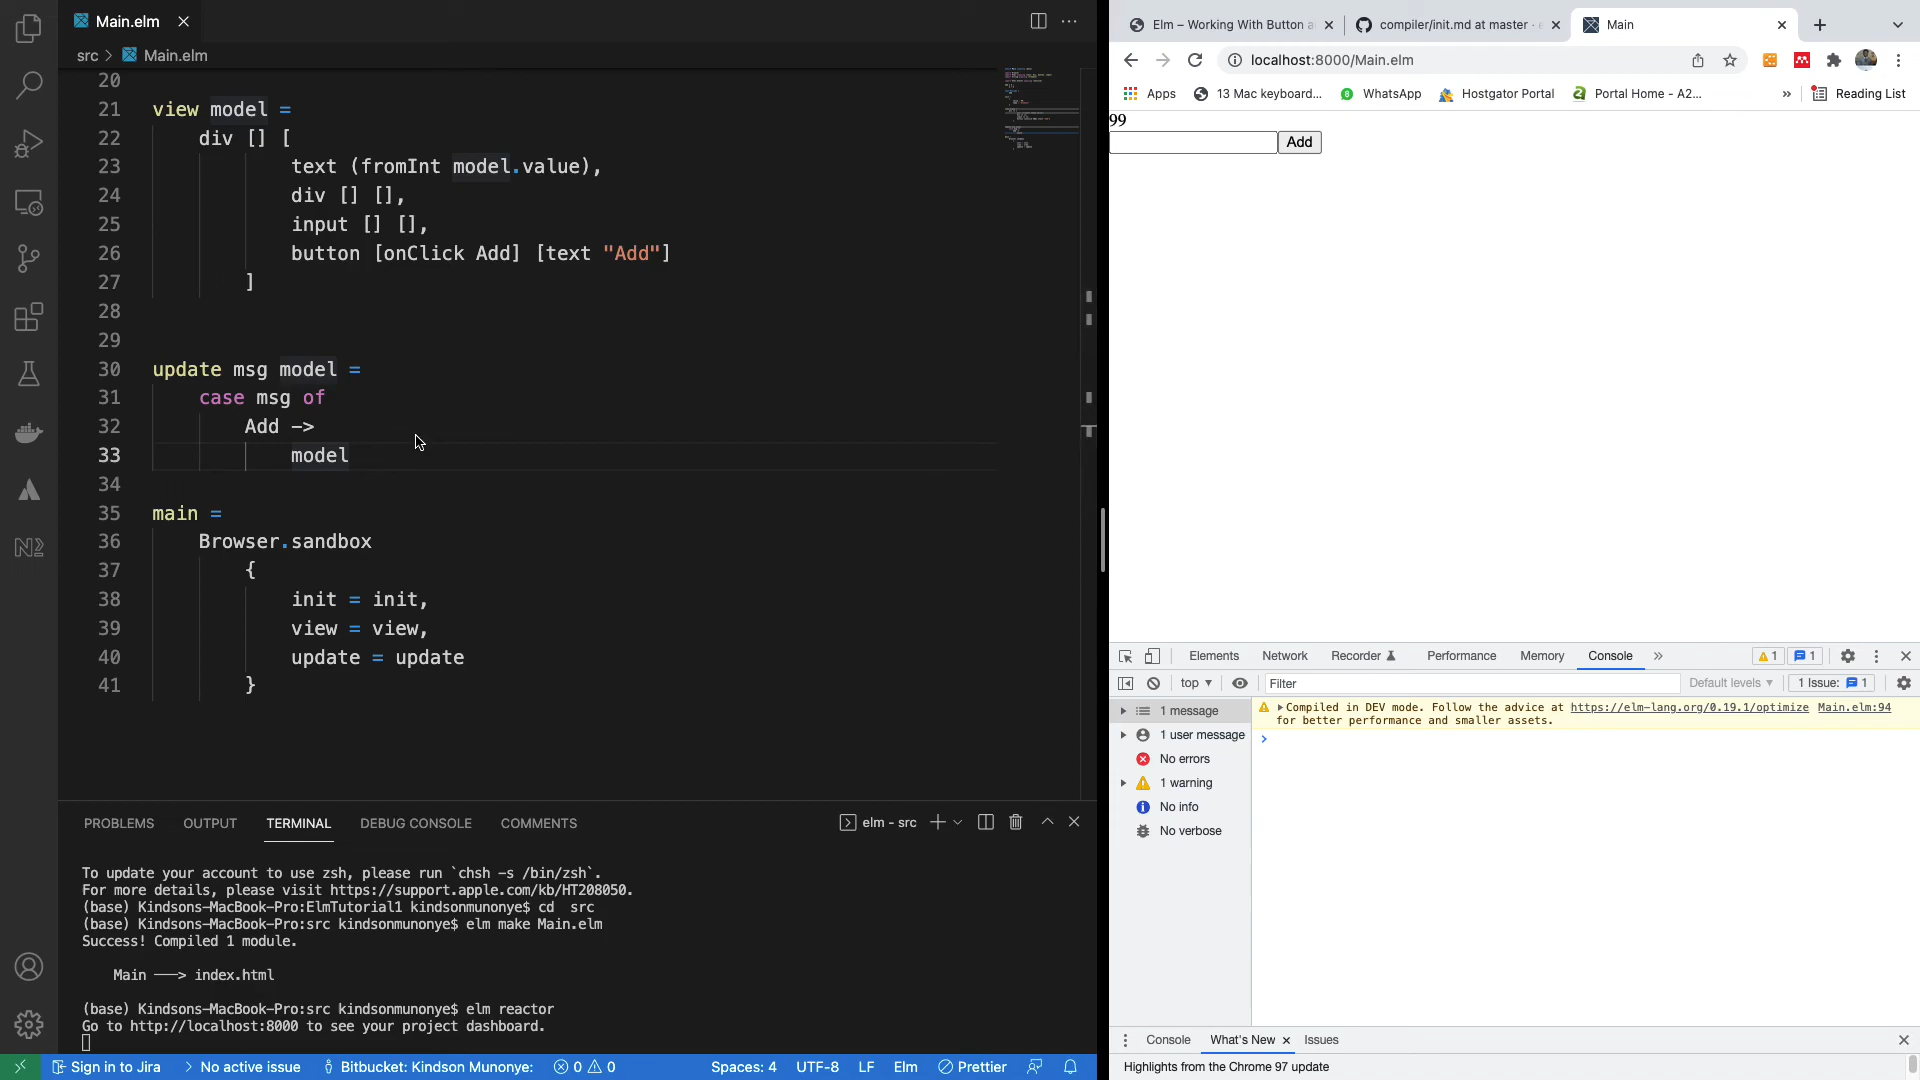 Main.elm
src > Main.elm
20
21 view model =
22 div [] [
23 text (fromInt model.value),
24 div [] [],
25 input [] [],
26 button [onClick Add] [text "Add"]
27 ]
28
29
30 update msg model =
31 case msg of
32 Add ->
33 model
34
35 main =
36 Browser.sandbox
37 {
38 init = init,
39 view = view,
40 update = update
41 }
PROBLEMS OUTPUT TERMINAL DEBUG CONSOLE COMMENTS
elm - src
To update your account to use zsh, please run `chsh -s /bin/zsh`.
For more details, please visit https://support.apple.com/kb/HT208050.
(base) Kindsons-MacBook-Pro:ElmTutorial1 kindsonmunonye$ cd  src
(base) Kindsons-MacBook-Pro:src kindsonmunonye$ elm make Main.elm
Success! Compiled 1 module.
Main ---> index.html
(base) Kindsons-MacBook-Pro:src kindsonmunonye$ elm reactor
Go to http://localhost:8000 to see your project dashboard.
Sign in to Jira No active issue Bitbucket: Kindson Munonye: 0 0 Spaces: 4 UTF-8 LF Elm Prettier
Elm – Working With Button compiler/init.md at master · Main
localhost:8000/Main.elm
Apps 13 Mac keyboard... WhatsApp Hostgator Portal Portal Home - A2... » Reading List
99
Add
Elements Network Recorder Performance Memory Console » 1 1
top Filter Default levels 1 Issue: 1
1 message
1 user message
No errors
1 warning
No info
No verbose
Compiled in DEV mode. Follow the advice at https://elm-lang.org/0.19.1/optimize Main.elm:94
for better performance and smaller assets.
Console What's New Issues
Highlights from the Chrome 97 update